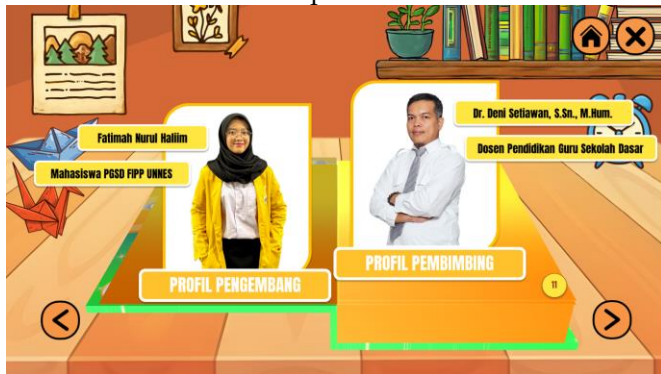 Fatimah Nurul Haliim
Mahasiswa PGSD FIPP UNNES
PROFIL PENGEMBANG
Dr. Deni Setiawan, S.Sn., M.Hum.
Dosen Pendidikan Guru Sekolah Dasar
PROFIL PEMBIMBING
11